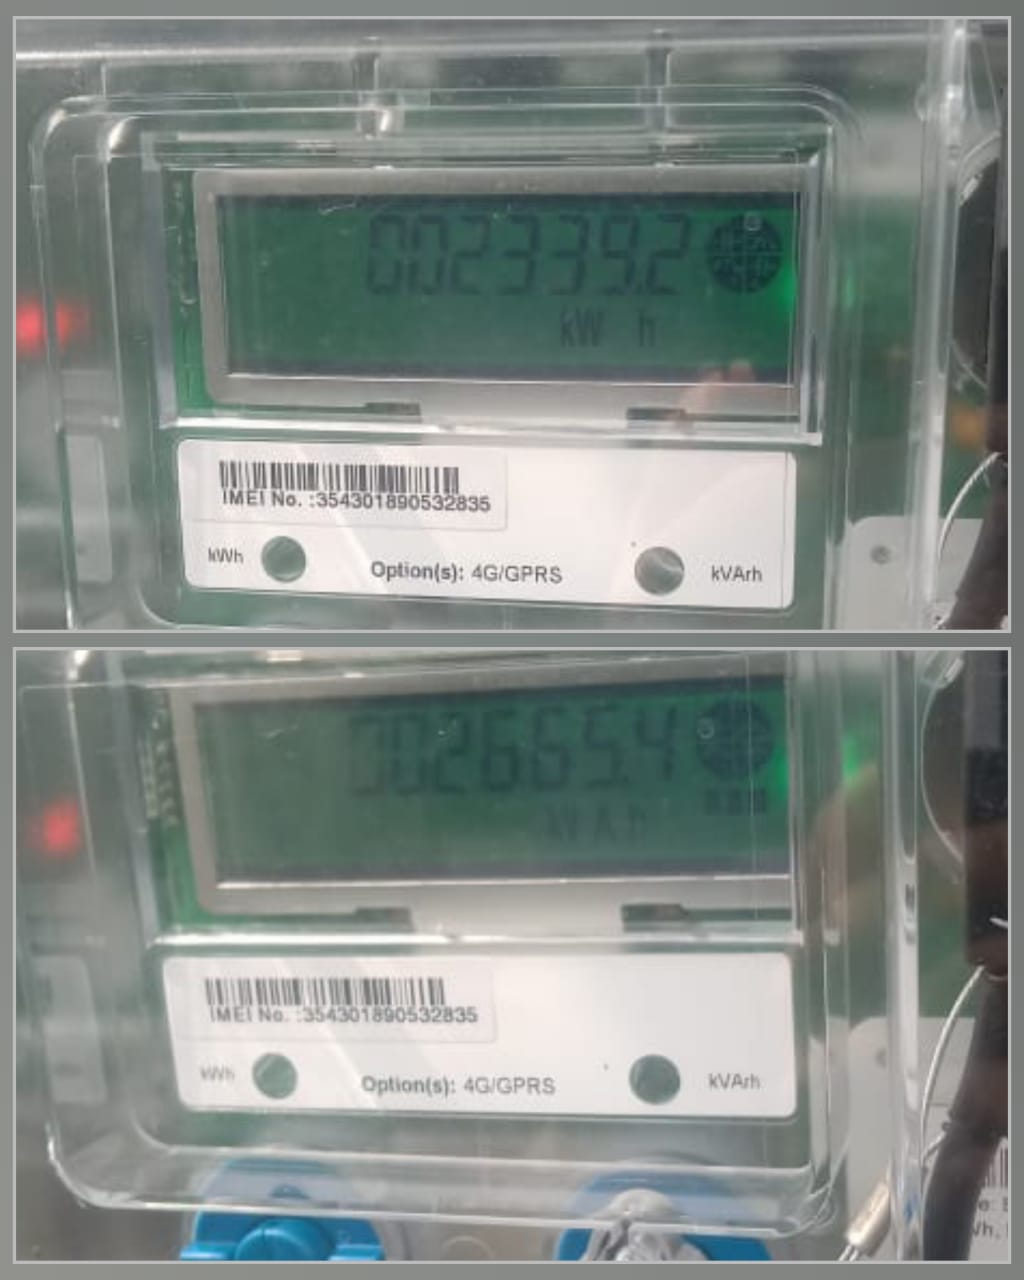 002339.2
kW h
IMEI No. :354301890532835
kWh
Option(s): 4G/GPRS
kVArh
002665.4
kVAh
IMEI No. :354301890532835
kWh
Option(s): 4G/GPRS
kVArh